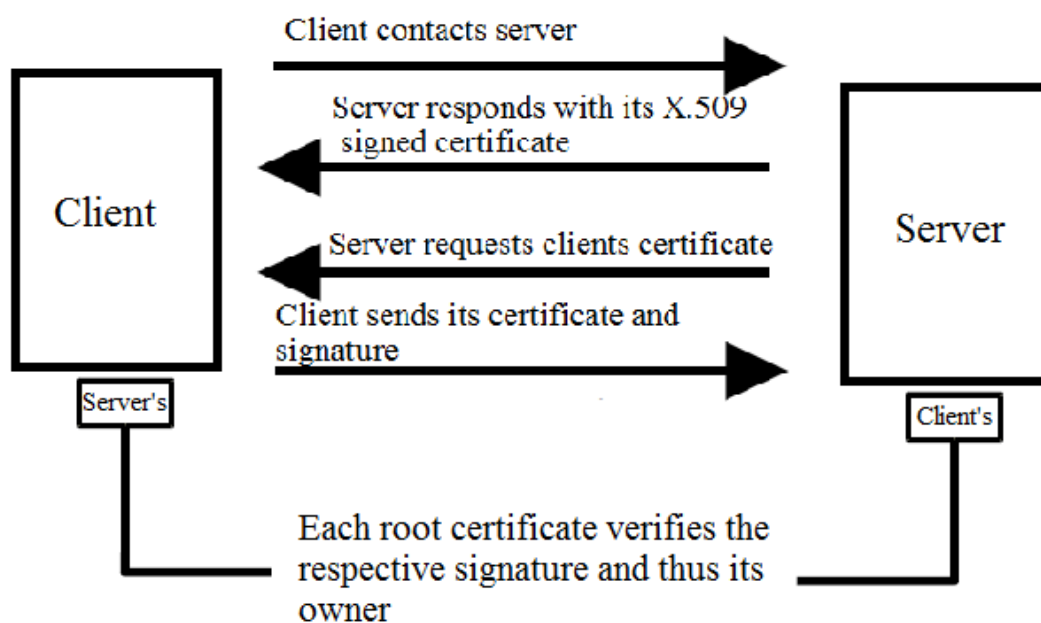 Client contacts server
Server responds with its X.509
signed certificate
Client
Server requests clients certificate
Server
Client sends its certificate and
signature
Server's
Client's
Each root certificate verifies the
respective signature and thus its
owner